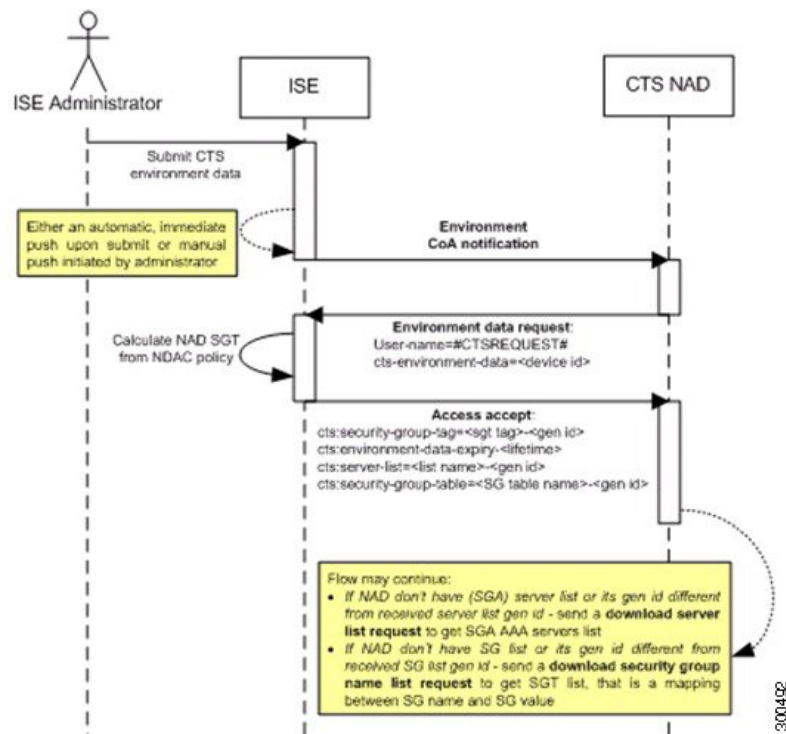 ISE Administrator
ISE
CTS NAD
Submit CTS
environment data
Either an automatic, immediate
push upon submit or manual
push initiated by administrator
Environment
CoA notification
Calculate NAD SGT
from NDAC policy
Environment data request:
User-name=#CTSREQUEST#
cts-environment-data=<device id>
Access accept:
cts:security-group-tag=<sgt tag>-<gen id>
cts:environment-data-expiry-<lifetime>
cts:server-list=<list name>-<gen id>
cts:security-group-table=<SG table name>-<gen id>
Flow may continue:
• If NAD don't have (SGA) server list or its gen id different
from received server list gen id - send a download server
list request to get SGA AAA servers list
• If NAD don't have SG list or its gen id different from
received SG list gen id - send a download security group
name list request to get SGT list, that is a mapping
between SG name and SG value
300492